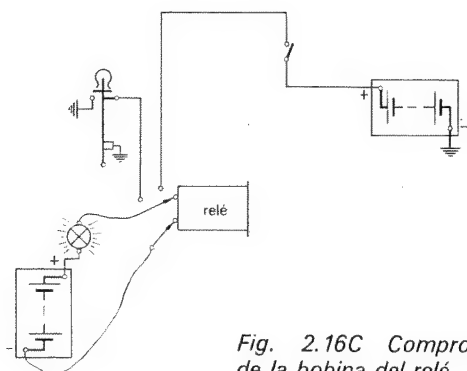 +
-
relé
+
-
Fig. 2.16C Compro
de la bobina del relé